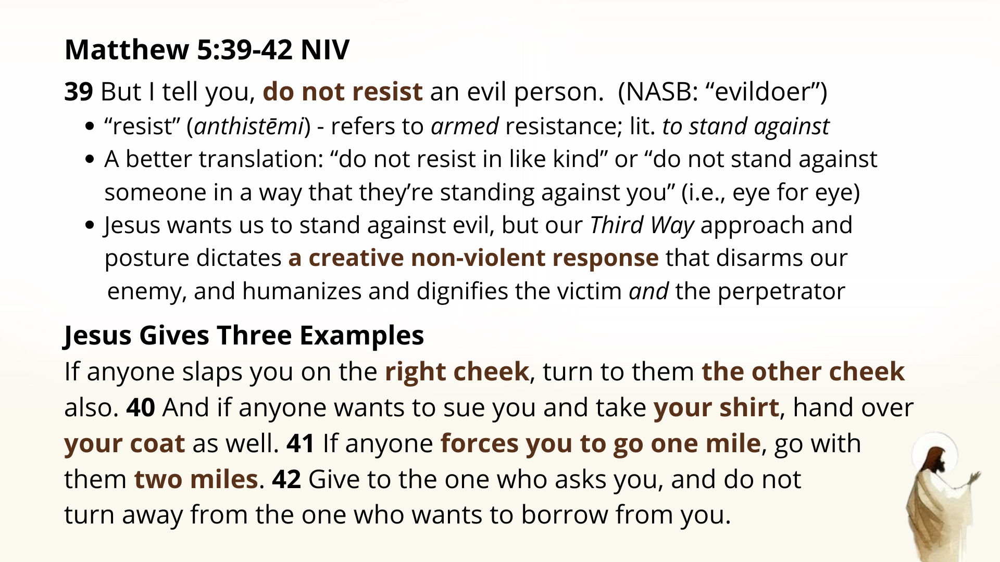 Matthew 5:39-42 NIV
39 But I tell you, do not resist an evil person.  (NASB: “evildoer”)
• “resist” (anthistēmi) - refers to armed resistance; lit. to stand against
• A better translation: “do not resist in like kind” or “do not stand against
someone in a way that they’re standing against you” (i.e., eye for eye)
• Jesus wants us to stand against evil, but our Third Way approach and
posture dictates a creative non-violent response that disarms our
enemy, and humanizes and dignifies the victim and the perpetrator
Jesus Gives Three Examples
If anyone slaps you on the right cheek, turn to them the other cheek
also. 40 And if anyone wants to sue you and take your shirt, hand over
your coat as well. 41 If anyone forces you to go one mile, go with
them two miles. 42 Give to the one who asks you, and do not
turn away from the one who wants to borrow from you.